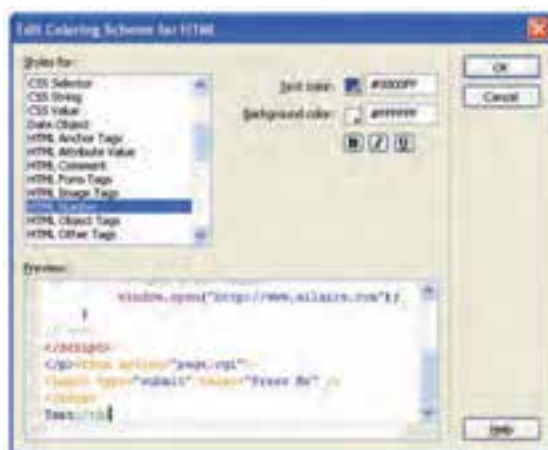 Edit Coloring Scheme for HTML
Styles for:
CSS Selector
CSS String
CSS Value
Date Object
HTML Anchor Tags
HTML Attribute Value
HTML Comment
HTML Form Tags
HTML Image Tags
HTML Number
HTML Object Tags
HTML Other Tags
Text color: #0000FF
Background color: #FFFFFF
B I U
OK
Cancel
Preview:
window.open("http://www.
}
</script>
</p><form action="page.cgi">
<input type="submit" value="Press Me" />
</form>
Text
Help